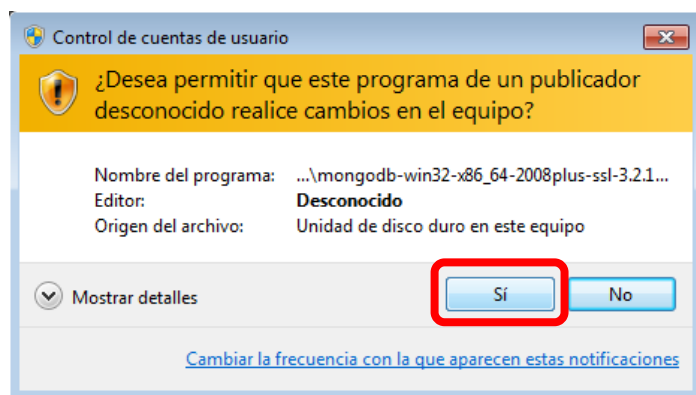 Control de cuentas de usuario
¿Desea permitir que este programa de un publicador
desconocido realice cambios en el equipo?
Nombre del programa: ...\mongodb-win32-x86_64-2008plus-ssl-3.2.1...
Editor: Desconocido
Origen del archivo: Unidad de disco duro en este equipo
Mostrar detalles Sí No
Cambiar la frecuencia con la que aparecen estas notificaciones